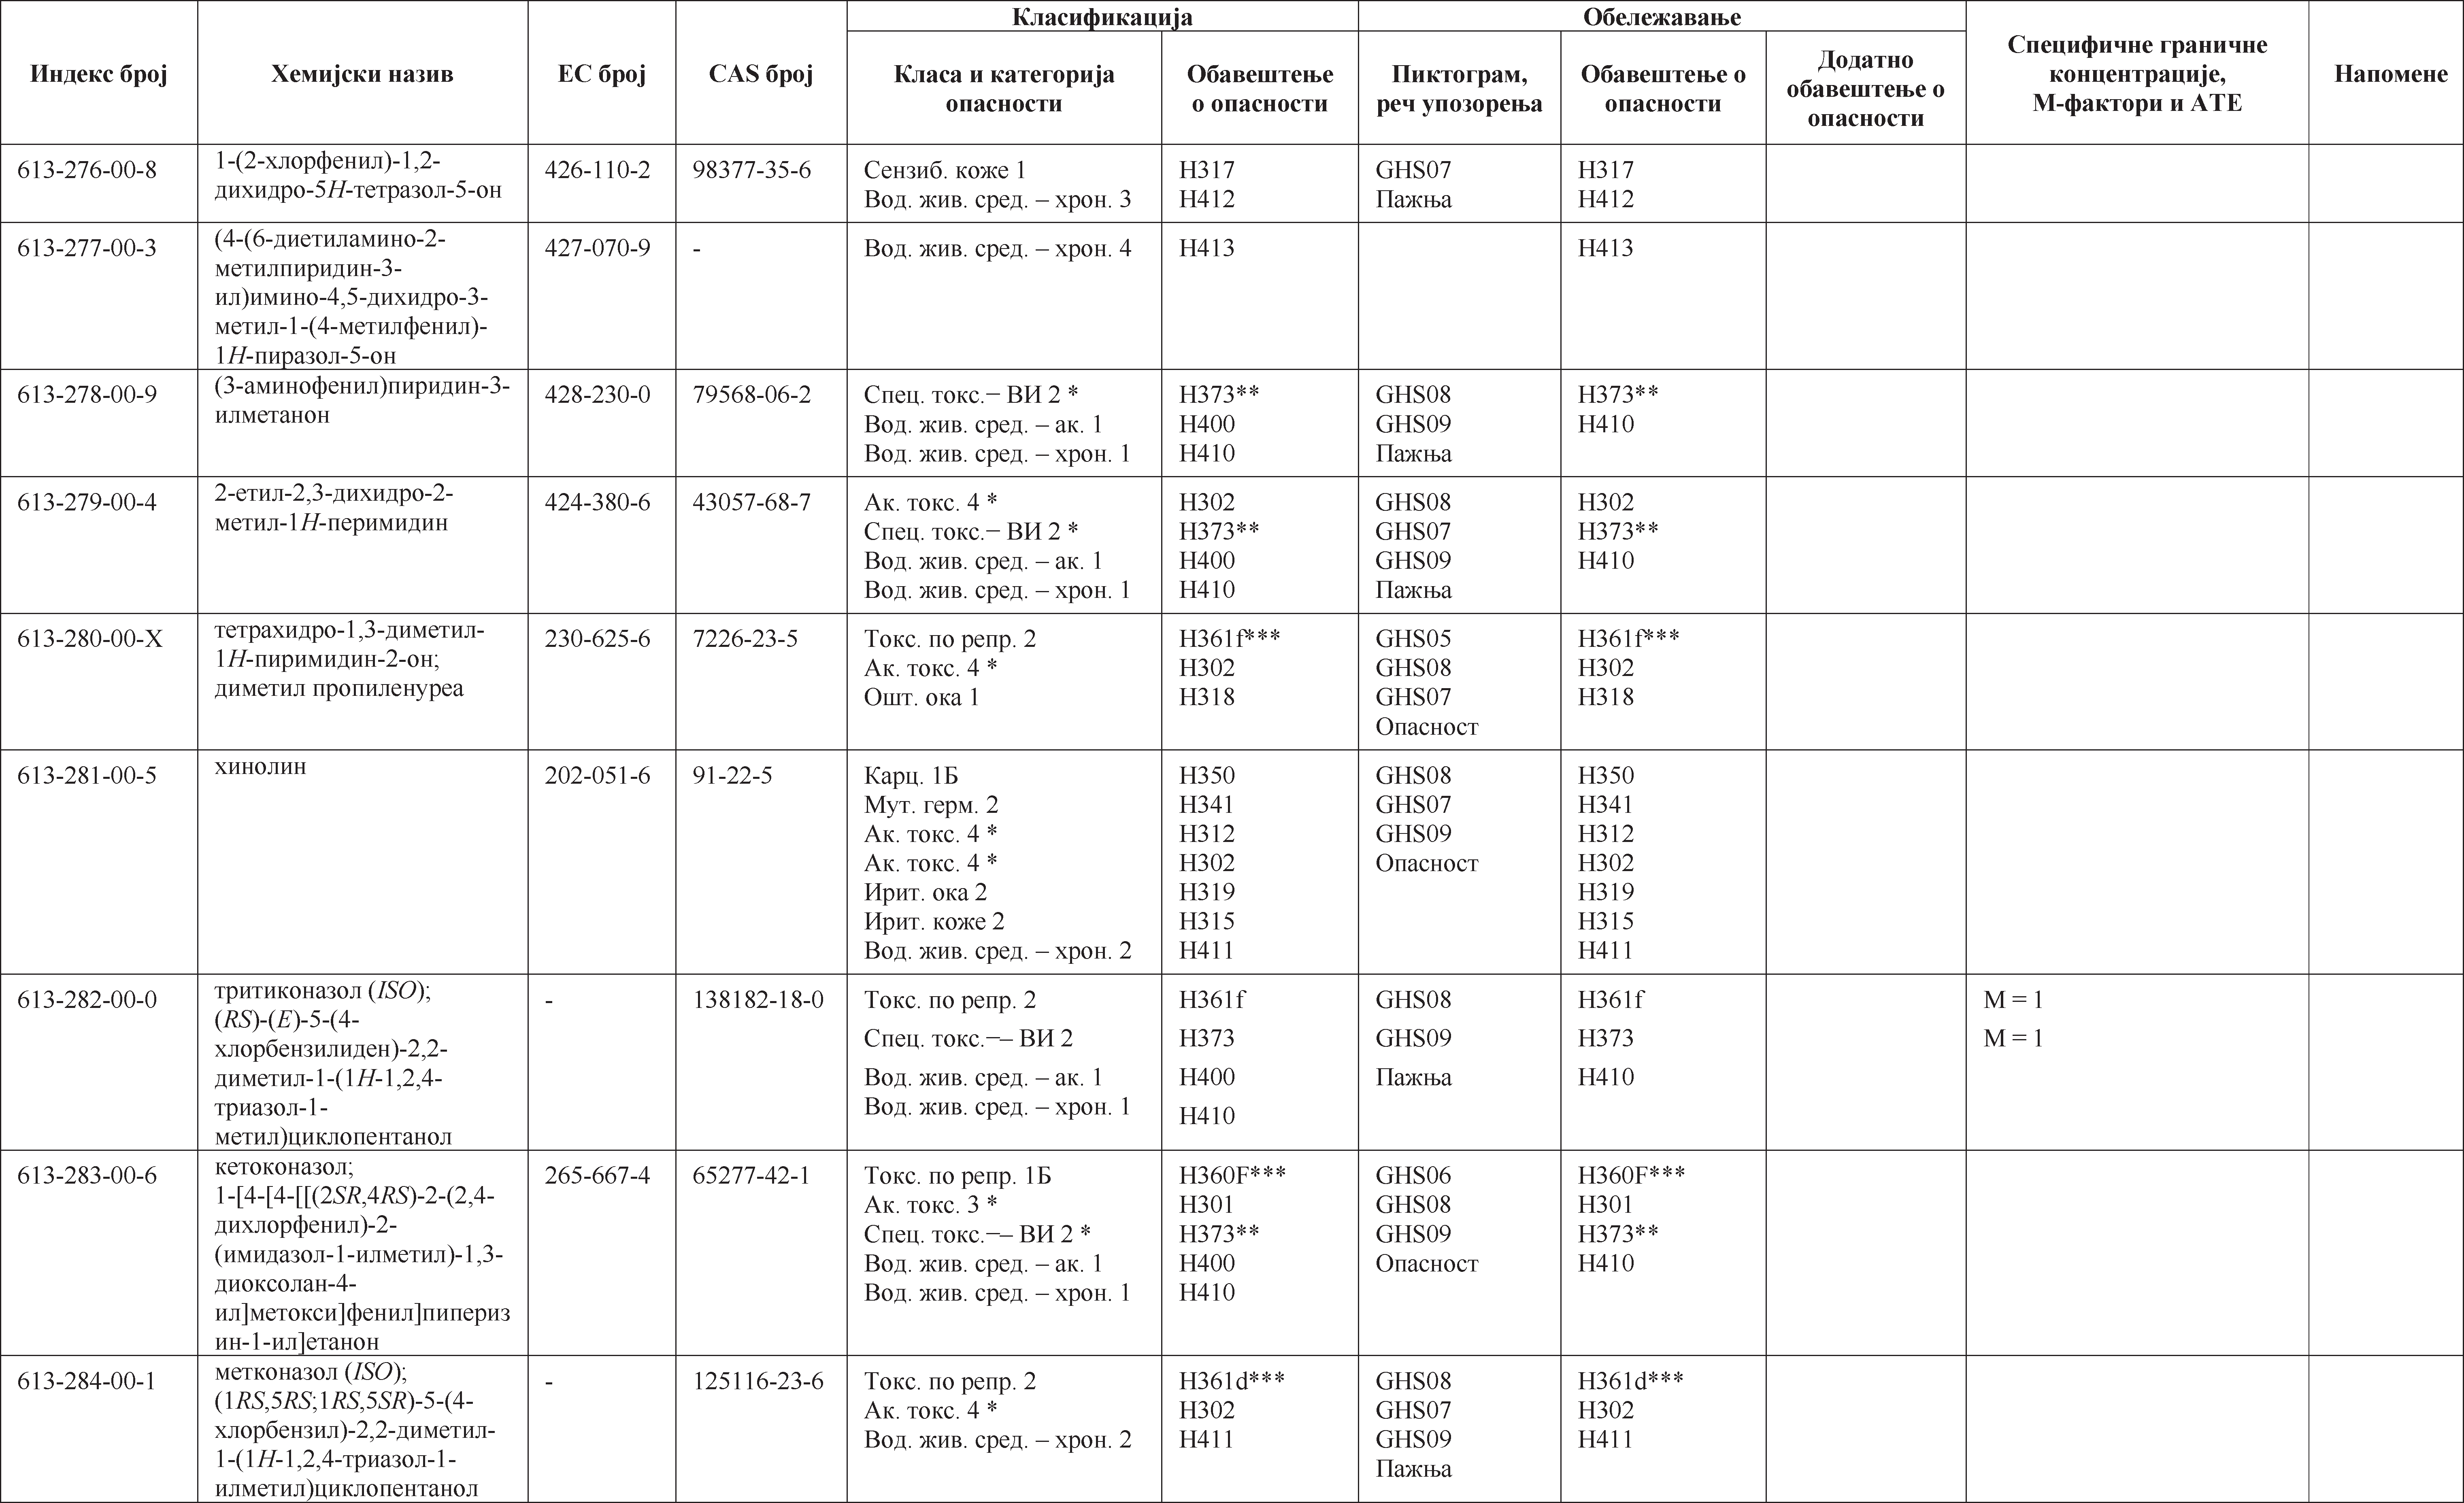 Класификација
Обележавање
Индекс број
Хемијски назив
ЕС број
CAS број
Класа и категорија
опасности
Обавештење
о опасности
Пиктограм,
реч упозорења
Обавештење о
опасности
Додатно
обавештење о
опасности
Специфичне граничне
концентрације,
М-фактори и АТЕ
Напомене
613-276-00-8
1-(2-хлорфенил)-1,2-
дихидро-5H-тетразол-5-он
426-110-2
98377-35-6
Сензиб. коже 1
Вод. жив. сред. – хрон. 3
H317
H412
GHS07
Пажња
H317
H412
613-277-00-3
(4-(6-диетиламино-2-
метилпиридин-3-
ил)имино-4,5-дихидро-3-
метил-1-(4-метилфенил)-
1H-пиразол-5-он
427-070-9
-
Вод. жив. сред. – хрон. 4
H413
H413
613-278-00-9
(3-аминофенил)пиридин-3-
илметанон
428-230-0
79568-06-2
Спец. токс.− ВИ 2 *
Вод. жив. сред. – ак. 1
Вод. жив. сред. – хрон. 1
H373**
H400
H410
GHS08
GHS09
Пажња
H373**
H410
613-279-00-4
2-етил-2,3-дихидро-2-
метил-1H-перимидин
424-380-6
43057-68-7
Ак. токс. 4 *
Спец. токс.− ВИ 2 *
Вод. жив. сред. – ак. 1
Вод. жив. сред. – хрон. 1
H302
H373**
H400
H410
GHS08
GHS07
GHS09
Пажња
H302
H373**
H410
613-280-00-X
тетрахидро-1,3-диметил-
1H-пиримидин-2-он;
диметил пропиленуреа
230-625-6
7226-23-5
Токс. по репр. 2
Ак. токс. 4 *
Ошт. ока 1
H361f***
H302
H318
GHS05
GHS08
GHS07
Опасност
H361f***
H302
H318
613-281-00-5
хинолин
202-051-6
91-22-5
Карц. 1Б
Мут. герм. 2
Ак. токс. 4 *
Ак. токс. 4 *
Ирит. ока 2
Ирит. коже 2
Вод. жив. сред. – хрон. 2
H350
H341
H312
H302
H319
H315
H411
GHS08
GHS07
GHS09
Опасност
H350
H341
H312
H302
H319
H315
H411
613-282-00-0
тритиконазол (ISO);
(RS)-(E)-5-(4-
хлорбензилиден)-2,2-
диметил-1-(1H-1,2,4-
триазол-1-
метил)циклопентанол
-
138182-18-0
Токс. по репр. 2
Спец. токс.−– ВИ 2
Вод. жив. сред. – ак. 1
Вод. жив. сред. – хрон. 1
H361f
H373
H400
H410
GHS08
GHS09
Пажња
H361f
H373
H410
M = 1
M = 1
613-283-00-6
кетоконазол;
1-[4-[4-[[(2SR,4RS)-2-(2,4-
дихлорфенил)-2-
(имидазол-1-илметил)-1,3-
диоксолан-4-
ил]метокси]фенил]пипериз
ин-1-ил]етанон
265-667-4
65277-42-1
Токс. по репр. 1Б
Ак. токс. 3 *
Спец. токс.−– ВИ 2 *
Вод. жив. сред. – ак. 1
Вод. жив. сред. – хрон. 1
H360F***
H301
H373**
H400
H410
GHS06
GHS08
GHS09
Опасност
H360F***
H301
H373**
H410
613-284-00-1
метконазол (ISO);
(1RS,5RS;1RS,5SR)-5-(4-
хлорбензил)-2,2-диметил-
1-(1H-1,2,4-триазол-1-
илметил)циклопентанол
-
125116-23-6
Токс. по репр. 2
Ак. токс. 4 *
Вод. жив. сред. – хрон. 2
H361d***
H302
H411
GHS08
GHS07
GHS09
Пажња
H361d***
H302
H411